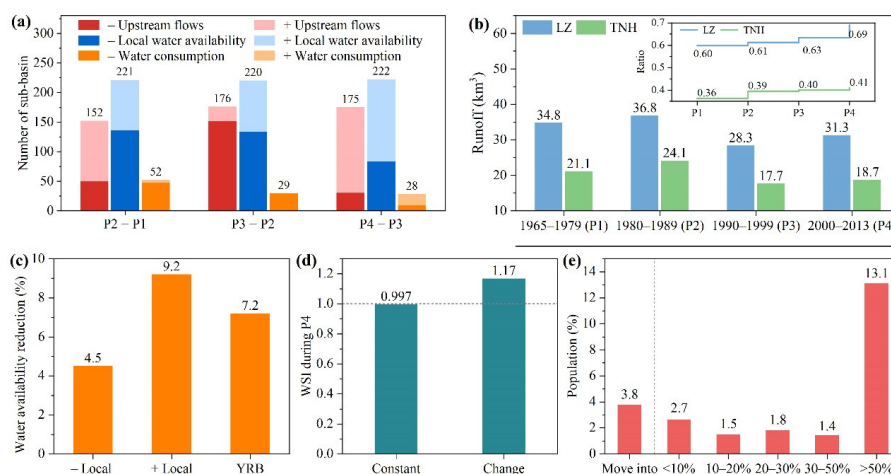 (a)
– Upstream flows
+ Upstream flows
– Local water availability
+ Local water availability
– Water consumption
+ Water consumption
Number of sub-basin
300
250
200
150
100
50
0
152
221
52
176
220
29
175
222
28
P2 – P1
P3 – P2
P4 – P3
(b)
LZ
TNH
Runoff (km³)
60
50
40
30
20
10
34.8
21.1
36.8
24.1
28.3
17.7
31.3
18.7
1965–1979 (P1)
1980–1989 (P2)
1990–1999 (P3)
2000–2013 (P4
LZ
TNH
Ratio
0.7
0.6
0.5
0.4
0.60
0.61
0.63
0.69
0.36
0.39
0.40
0.41
P1
P2
P3
P4
(c)
Water availability reduction (%)
10
8
6
4
2
0
4.5
9.2
7.2
– Local
+ Local
YRB
(d)
WSI during P4
1.2
1.0
0.8
0.6
0.4
0.2
0.0
0.997
1.17
Constant
Change
(e)
Population (%)
14
12
10
8
6
4
2
0
3.8
2.7
1.5
1.8
1.4
13.1
Move into
<10%
10–20%
20–30%
30–50%
>50%